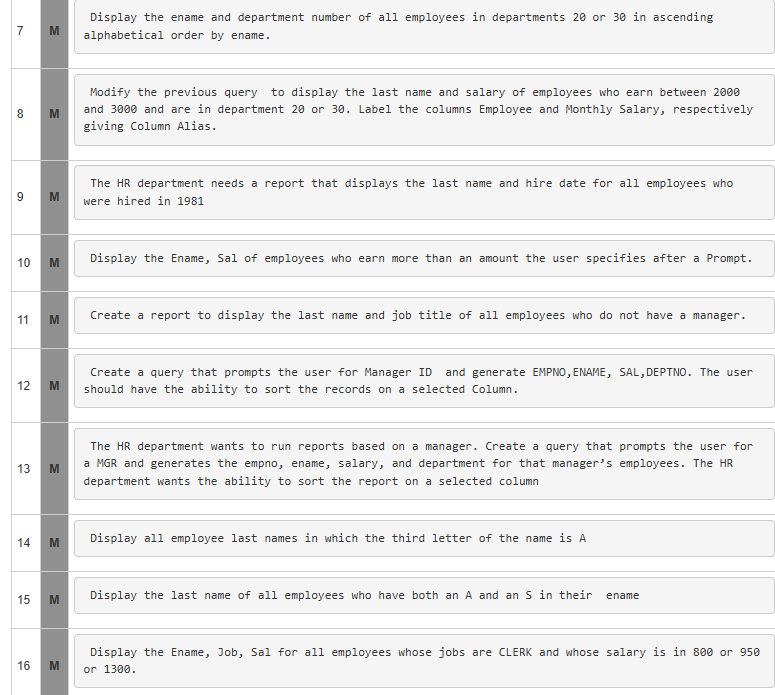 7 M Display the ename and department number of all employees in departments 20 or 30 in ascending
alphabetical order by ename.
8 M Modify the previous query  to display the last name and salary of employees who earn between 2000
and 3000 and are in department 20 or 30. Label the columns Employee and Monthly Salary, respectively
giving Column Alias.
9 M The HR department needs a report that displays the last name and hire date for all employees who
were hired in 1981
10 M Display the Ename, Sal of employees who earn more than an amount the user specifies after a Prompt.
11 M Create a report to display the last name and job title of all employees who do not have a manager.
12 M Create a query that prompts the user for Manager ID  and generate EMPNO,ENAME, SAL,DEPTNO. The user
should have the ability to sort the records on a selected Column.
13 M The HR department wants to run reports based on a manager. Create a query that prompts the user for
a MGR and generates the empno, ename, salary, and department for that manager’s employees. The HR
department wants the ability to sort the report on a selected column
14 M Display all employee last names in which the third letter of the name is A
15 M Display the last name of all employees who have both an A and an S in their  ename
16 M Display the Ename, Job, Sal for all employees whose jobs are CLERK and whose salary is in 800 or 950
or 1300.